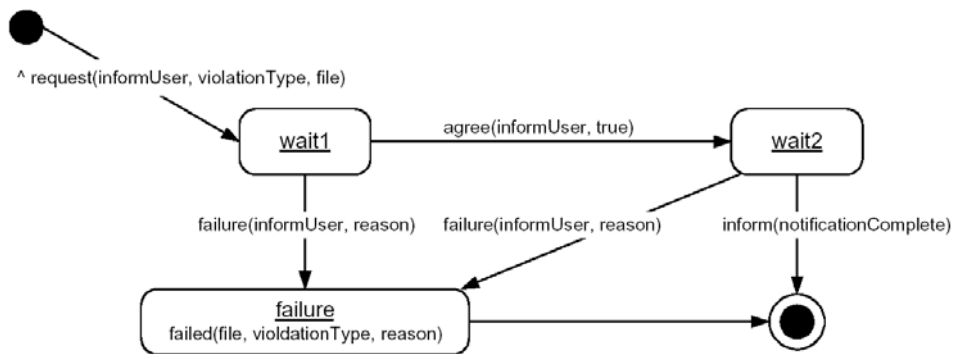 ^ request(informUser, violationType, file)
wait1
agree(informUser, true)
wait2
failure(informUser, reason)
failure(informUser, reason)
inform(notificationComplete)
failure
failed(file, violdationType, reason)